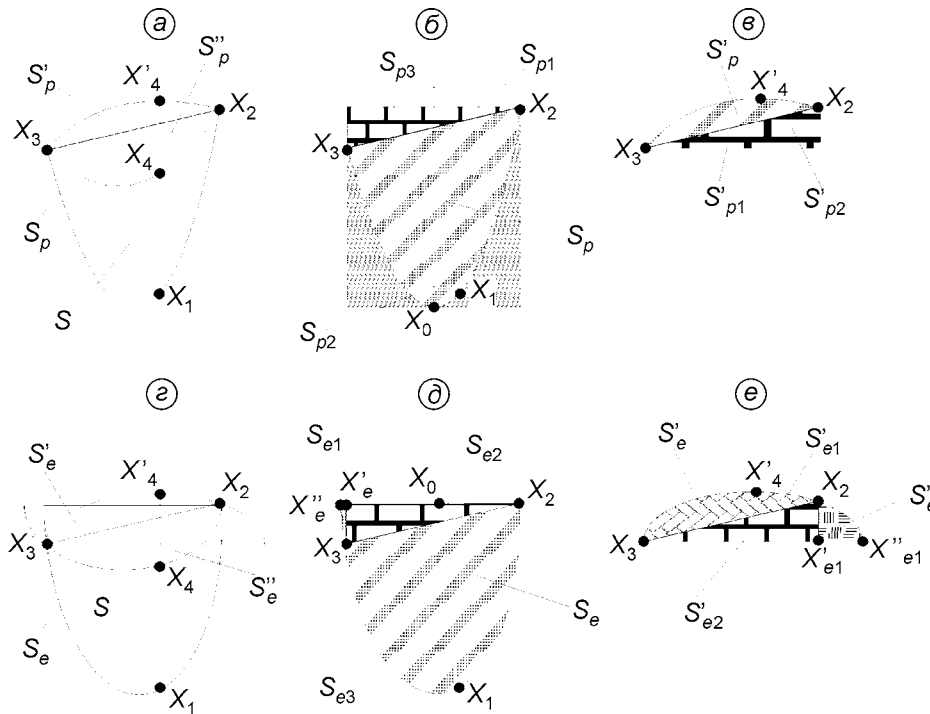 а
S'p
S''p
X'4
X2
X3
X4
Sp
X1
S
б
Sp3
Sp1
X2
X3
X1
X0
Sp2
в
S'p
X'4
X2
X3
S'p1
S'p2
Sp
г
S'e
X'4
X2
X3
X4
S''e
S
Se
X1
д
Se1
Se2
X''e
X'e
X0
X2
X3
Se
Se3
X1
е
S'e
X'4
S'e1
X2
S'e
X3
X'e1
X''e1
S'e2